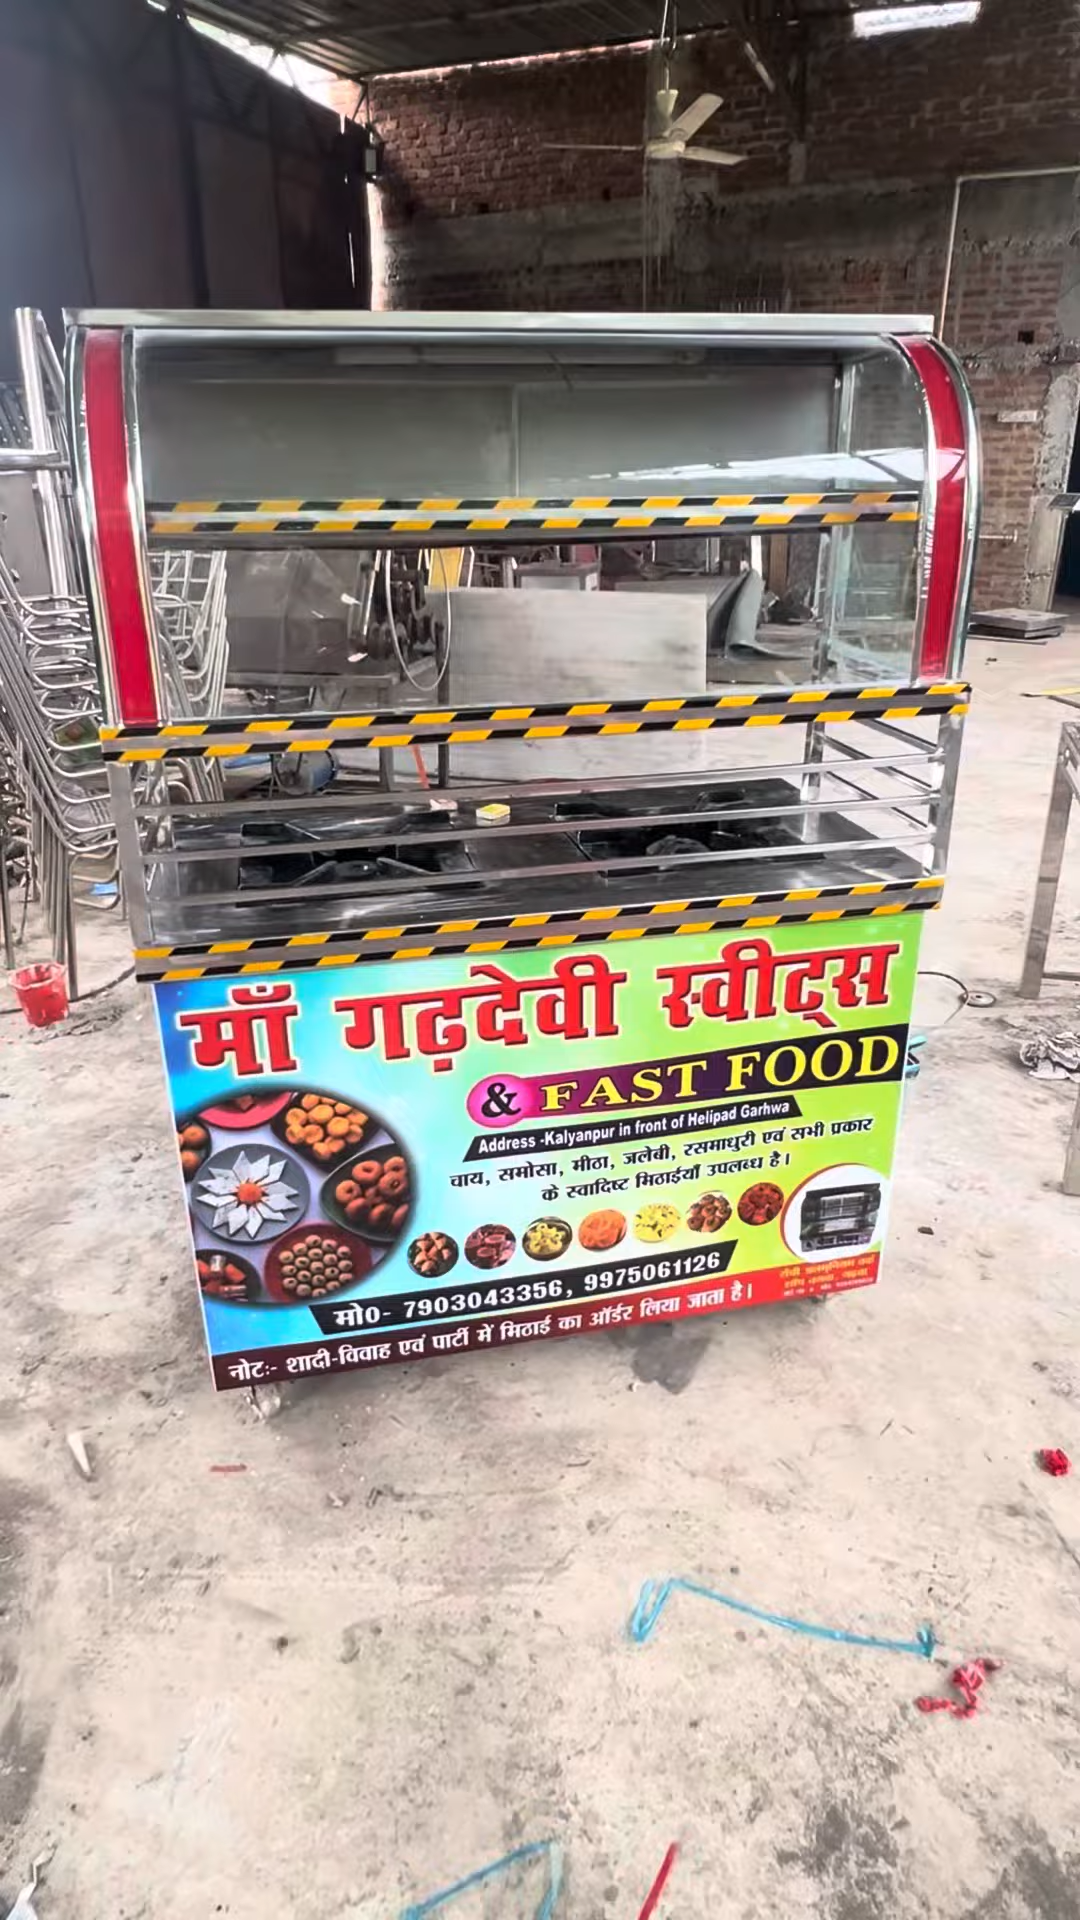 माँ गढ़देवी स्वीट्स
& FAST FOOD
Address -Kalyanpur in front of Helipad Garhwa
चाय, समोसा, मीठा, जलेबी, रसमाधुरी एवं सभी प्रकार
के स्वादिष्ट मिठाईयाँ उपलब्ध है।
मो0- 7903043356, 9975061126
नोटः- शादी-विवाह एवं पार्टी में मिठाई का ऑर्डर लिया जाता है।